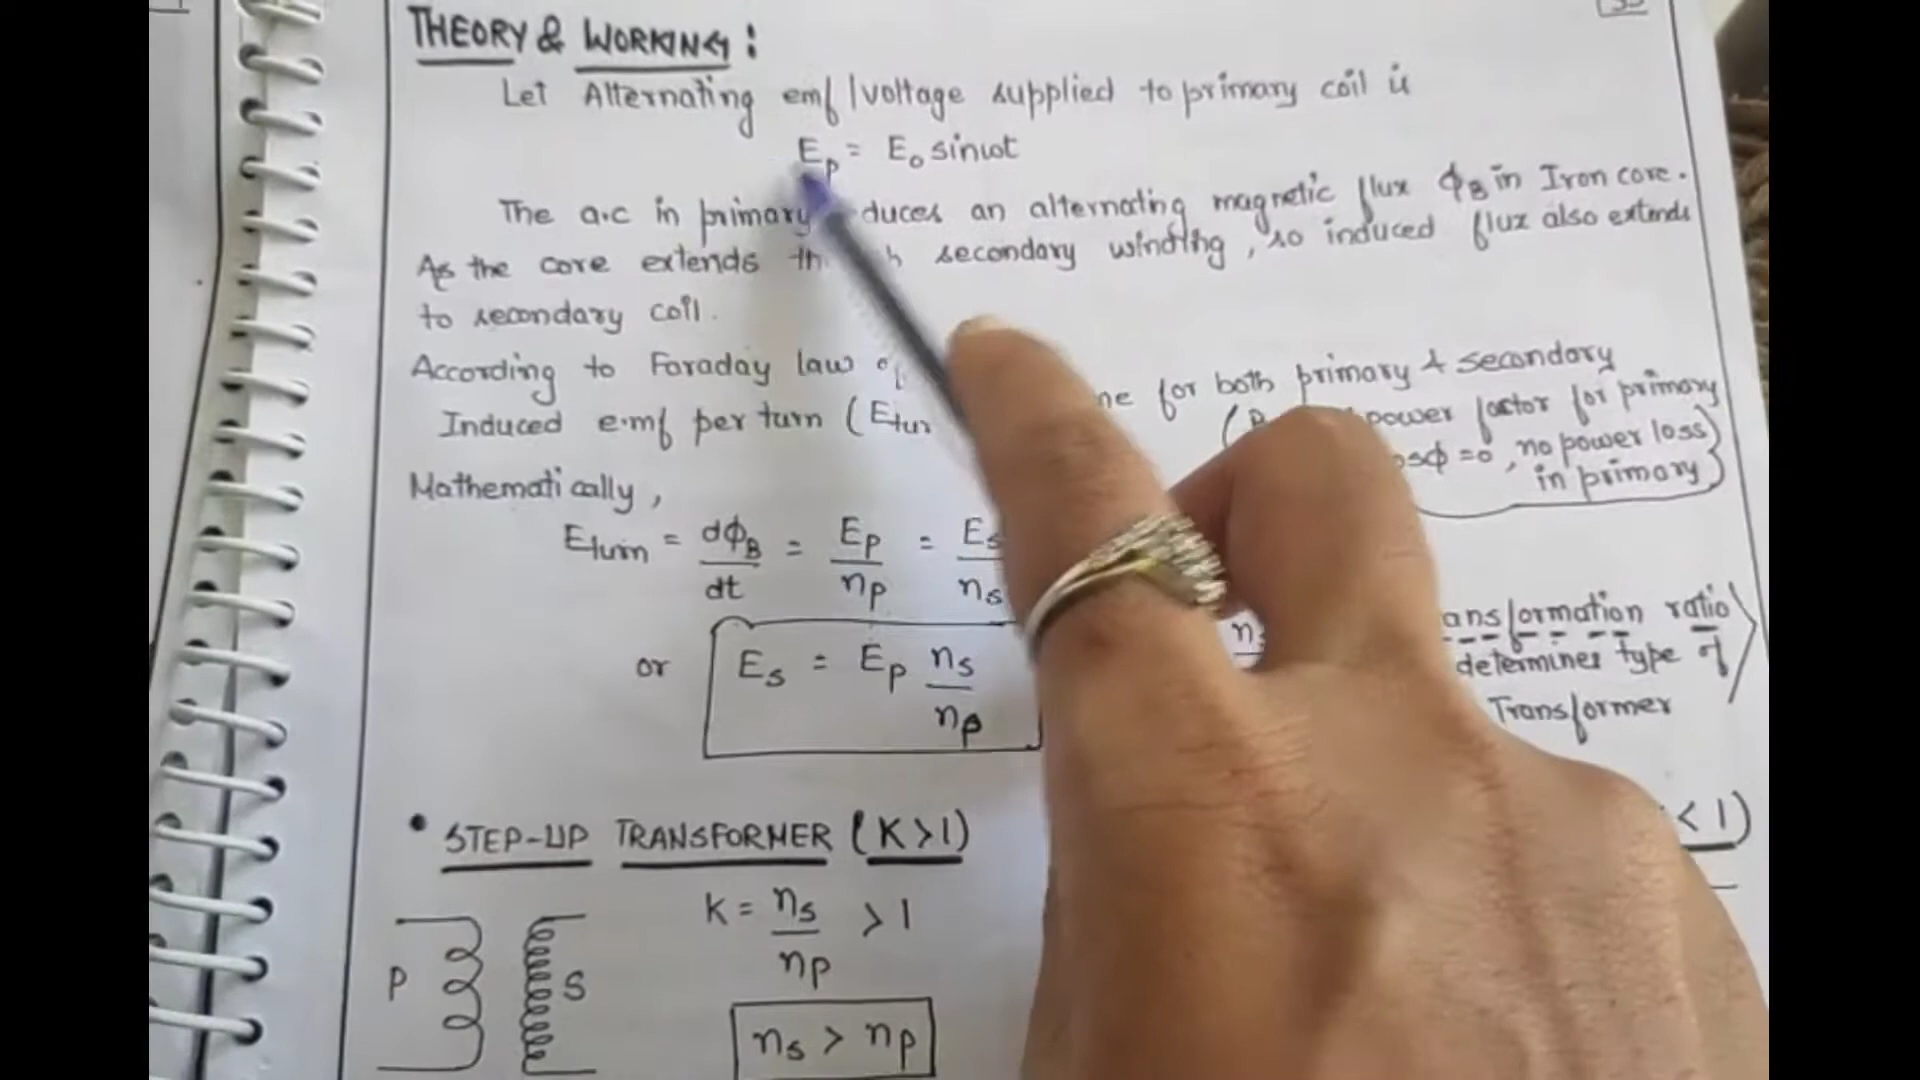 THEORY & WORKING:
Let Alternating emf/voltage supplied to primary coil is
Ep = E₀ sinωt
The a.c in primary duces an alternating magnetic flux ϕB in Iron core.
As the core extends secondary winding, so induced flux also extends
to secondary coil.
According to Faraday law for both primary & secondary
Induced e.mf per turn (power factor for primary
=0, no power loss
in primary)
Mathematically,
Eturn = dϕB/dt = Ep/np = Es/ns
or Es = Ep ns/np
ansformation ratio
determines type of
Transformer
• STEP-UP TRANSFORMER (K>1)
< 1)
K = ns/np > 1
P S
ns > np